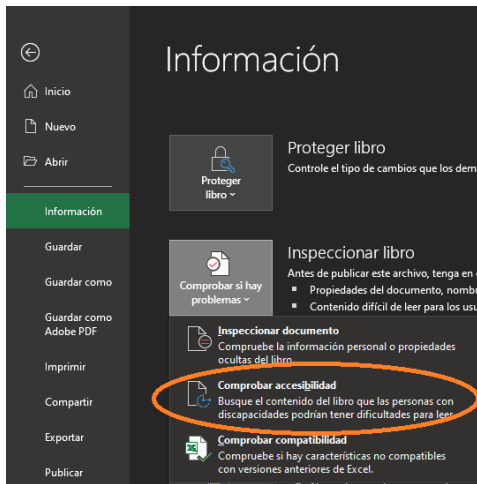 Información
Inicio
Nuevo
Abrir
Información
Guardar
Guardar como
Guardar como
Adobe PDF
Imprimir
Compartir
Exportar
Publicar
Proteger
libro
Proteger libro
Controle el tipo de cambios que los dem
Comprobar si hay
problemas
Inspeccionar libro
Antes de publicar este archivo, tenga en
Propiedades del documento, nomb
Contenido difícil de leer para los usu
Inspeccionar documento
Compruebe la información personal o propiedades
ocultas del libro.
Comprobar accesibilidad
Busque el contenido del libro que las personas con
discapacidades podrían tener dificultades para leer.
Comprobar compatibilidad
Compruebe si hay características no compatibles
con versiones anteriores de Excel.